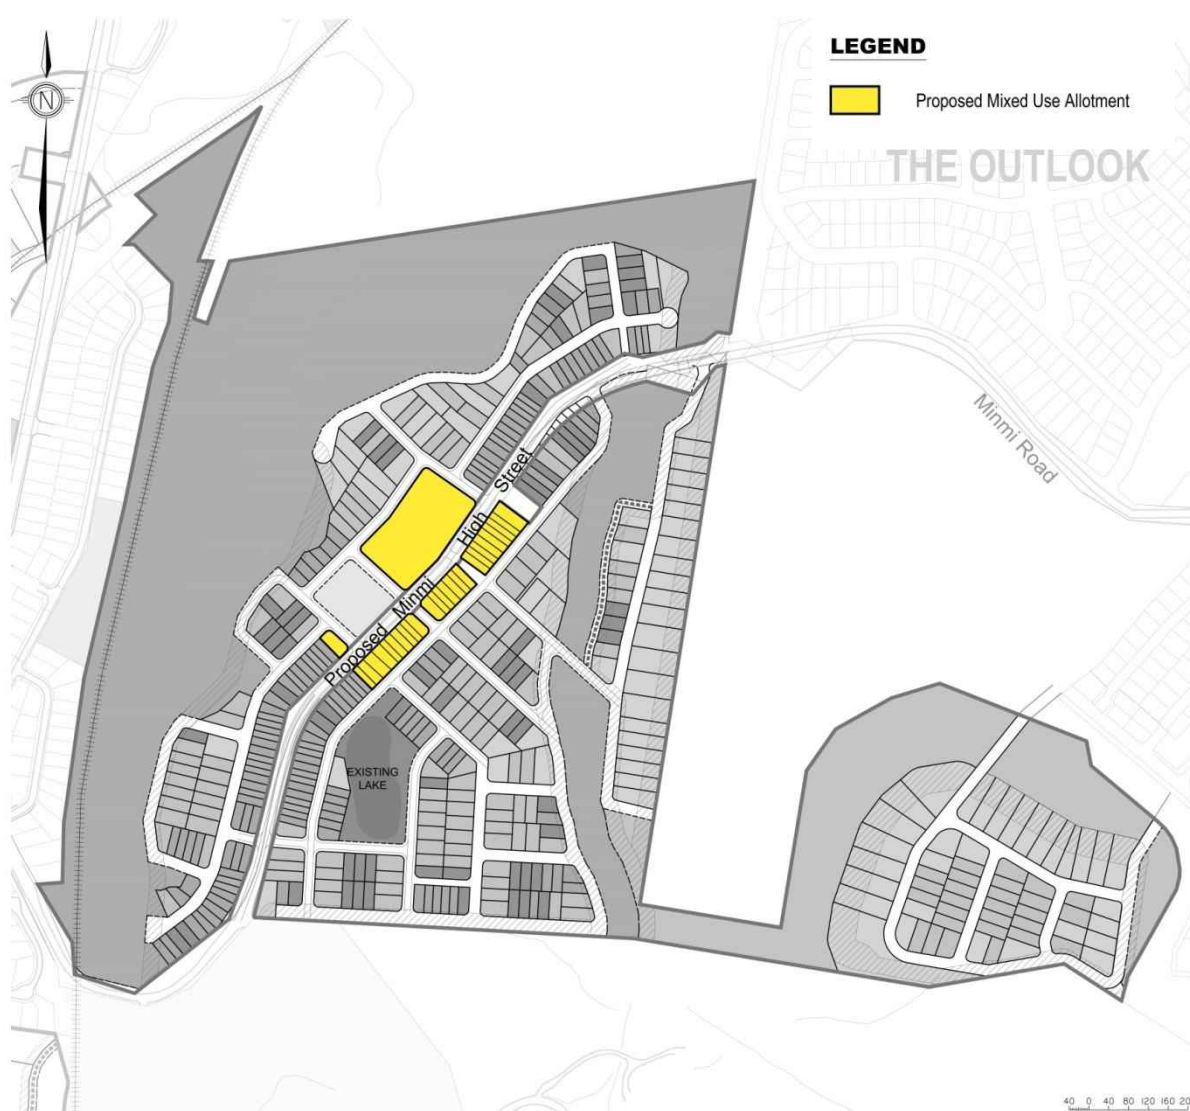 LEGEND
Proposed Mixed Use Allotment
THE OUTLOOK
N
Minmi Road
Proposed Minmi High Street
EXISTING
LAKE
40 0 40 80 120 160 20